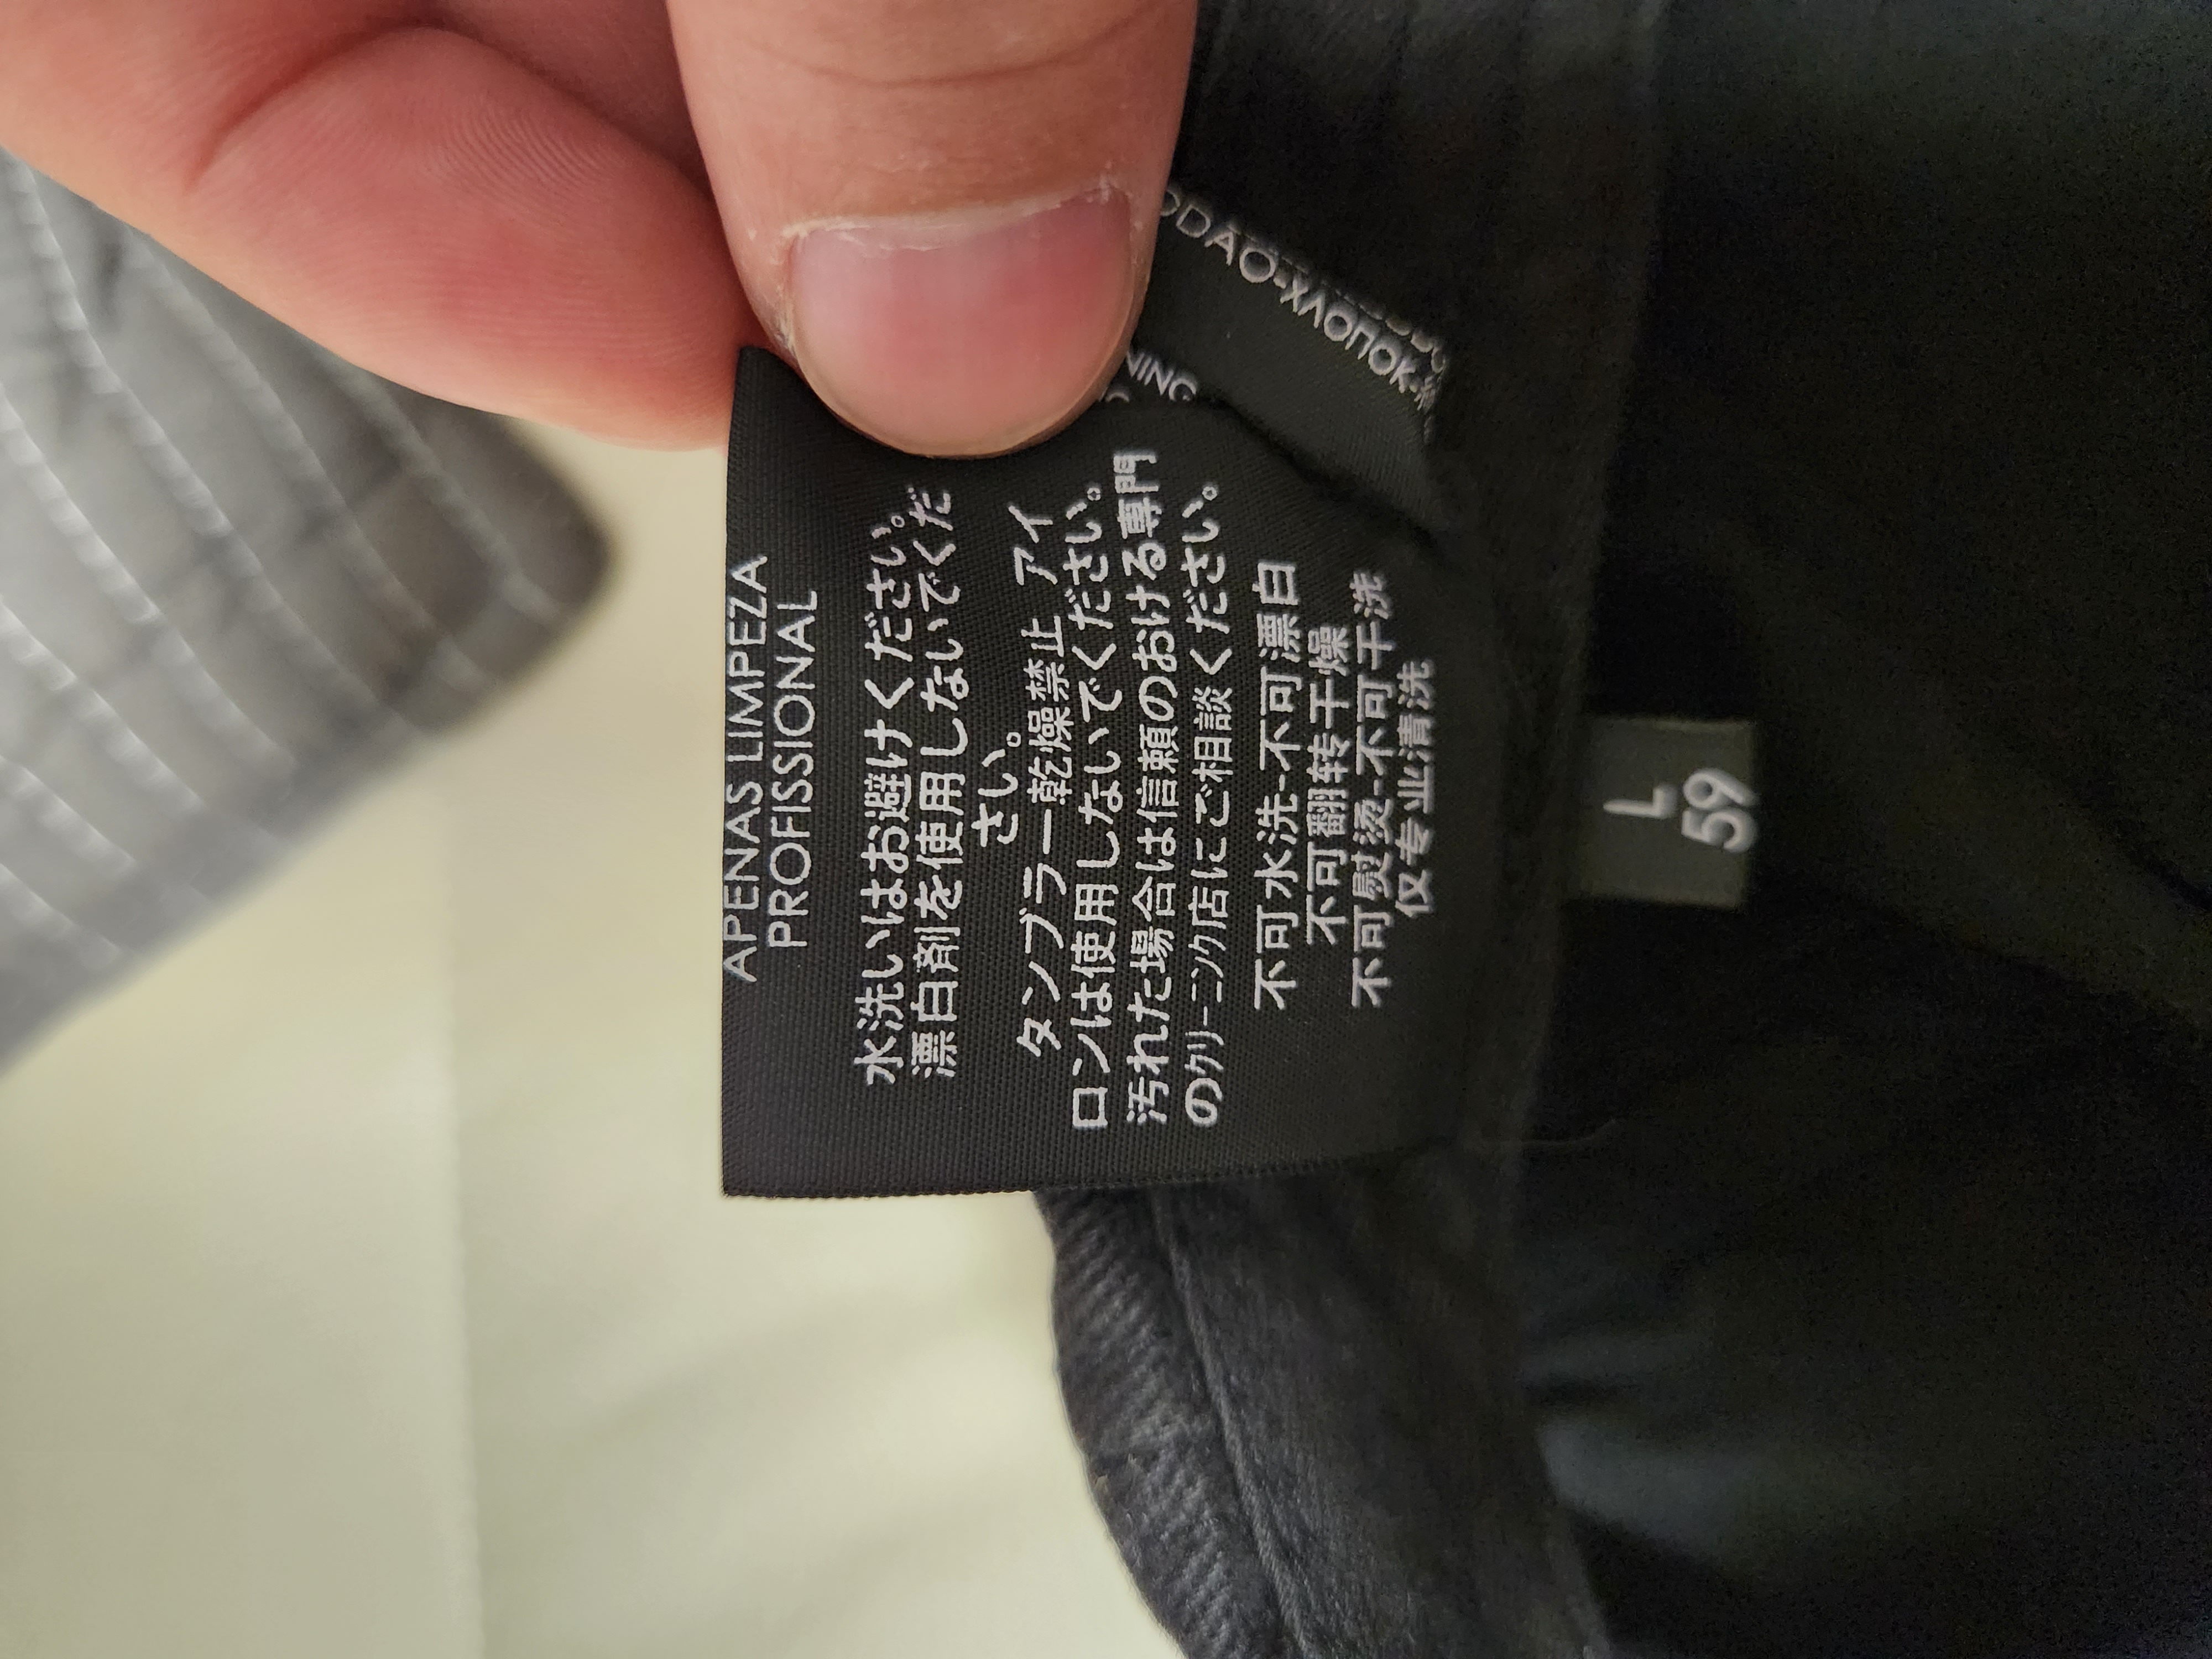 APENAS LIMPEZA
PROFISSIONAL
水洗いはお避けください。
漂白剤を使用しないでくだ
さい。
タンブラー乾燥禁止 アイ
ロンは使用しないでください。
汚れた場合は信頼のおける専門
のクリーニング店にご相談ください。
不可水洗-不可漂白
不可翻转干燥
不可熨烫-不可干洗
仅专业清洗
ХЛОПОК
L
59